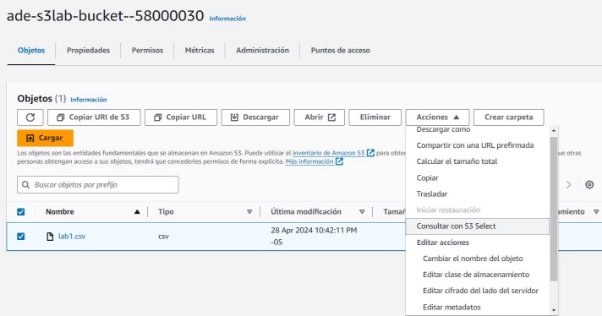 ade-s3lab-bucket--58000030 Información
Objetos Propiedades Permisos Métricas Administración Puntos de acceso
Objetos (1) Información
Copiar URI de S3 Copiar URL Descargar Abrir Eliminar Acciones Crear carpeta
Cargar
Los objetos son las entidades fundamentales que se almacenan en Amazon S3. Puede utilizar el inventario de Amazon S3 para obte
ue otras
personas obtengan acceso a sus objetos, tendrá que concederles permisos de forma explícita. Más información
Buscar objetos por prefijo
Nombre Tipo Última modificación Tamañ
amiento
lab1.csv csv 28 Apr 2024 10:42:11 PM
-05
Descargar como
Compartir con una URL prefirmada
Calcular el tamaño total
Copiar
Trasladar
Iniciar restauración
Consultar con S3 Select
Editar acciones
Cambiar el nombre del objeto
Editar clase de almacenamiento
Editar cifrado del lado del servidor
Editar metadatos